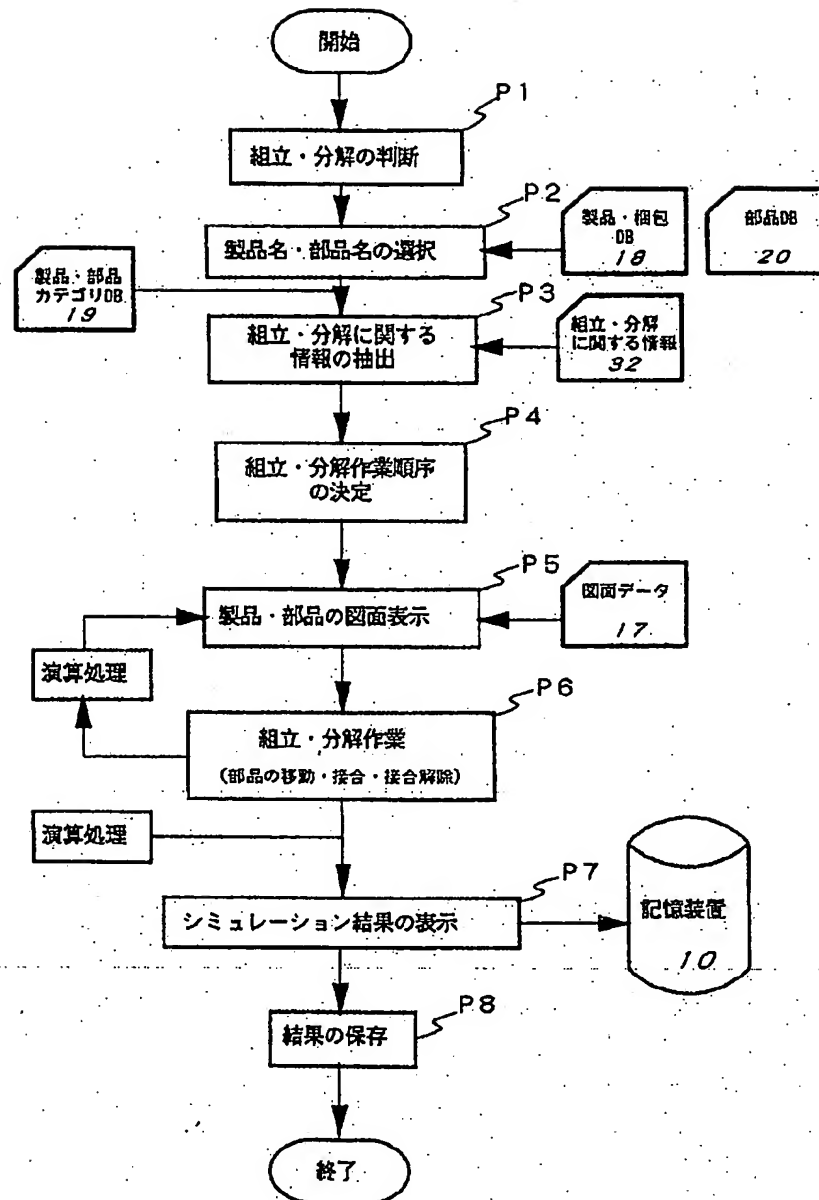 開始
P1
組立・分解の判断
P2
製品名・部品名の選択
製品・梱包
DB
18
部品DB
20
製品・部品
カテゴリDB
19
P3
組立・分解に関する
情報の抽出
組立・分解
に関する情報
32
P4
組立・分解作業順序
の決定
P5
製品・部品の図面表示
図面データ
17
演算処理
P6
組立・分解作業
(部品の移動・接合・接合解除)
演算処理
P7
シミュレーション結果の表示
記憶装置
10
P8
結果の保存
終了